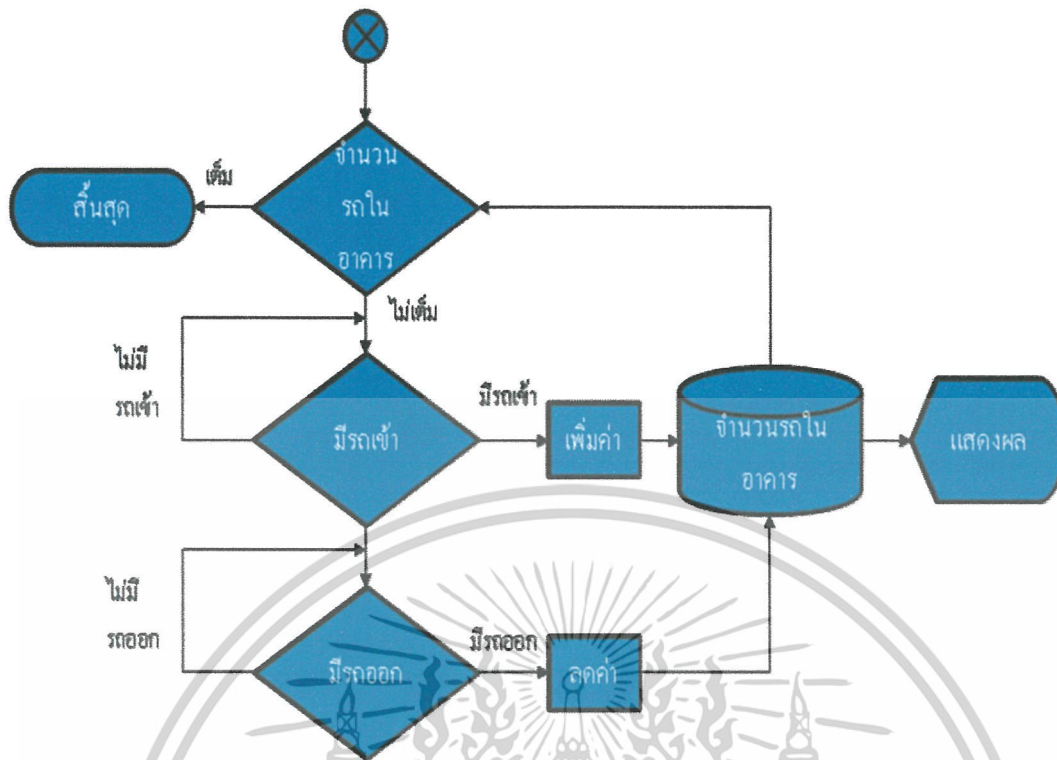 จำนวน
รถใน
อาคาร
เต็ม
สิ้นสุด
ไม่เต็ม
ไม่มี
รถเข้า
มีรถเข้า
มีรถเข้า
เพิ่มค่า
จำนวนรถใน
อาคาร
แสดงผล
ไม่มี
รถออก
มีรถออก
มีรถออก
ลดค่า